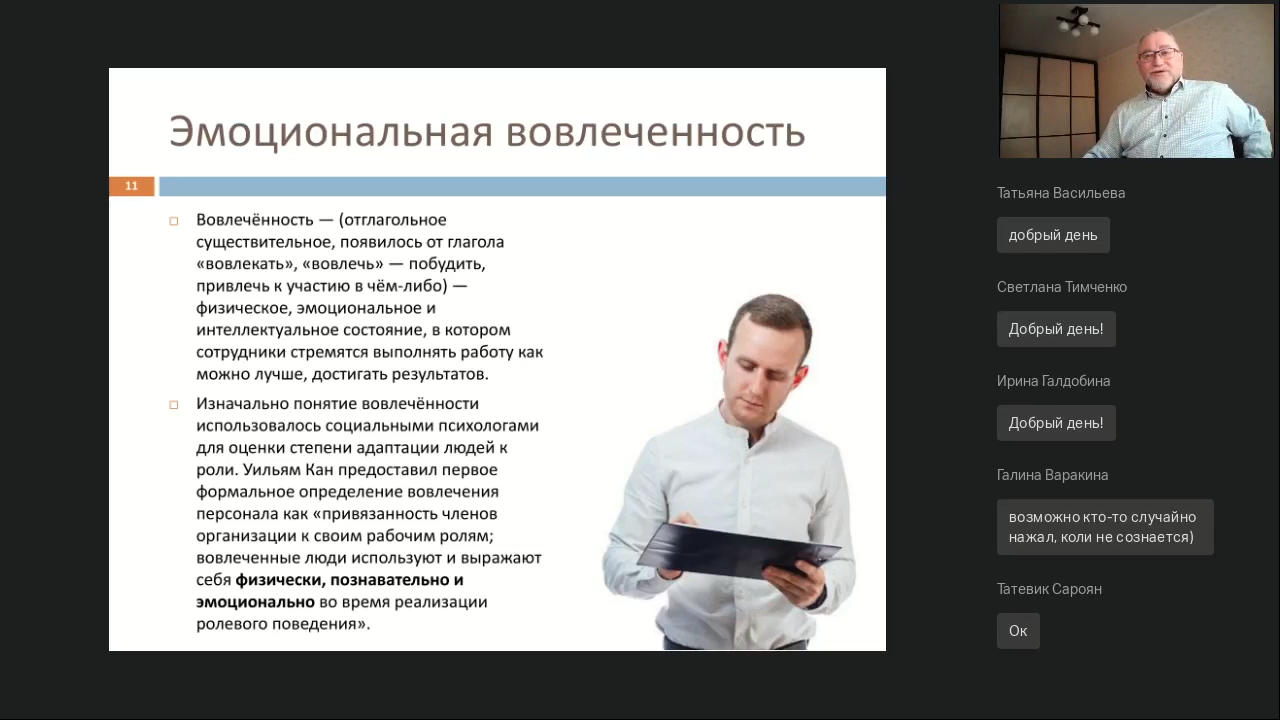 Эмоциональная вовлеченность
11
Вовлечённость — (отглагольное
существительное, появилось от глагола
«вовлекать», «вовлечь» — побудить,
привлечь к участию в чём-либо) —
физическое, эмоциональное и
интеллектуальное состояние, в котором
сотрудники стремятся выполнять работу как
можно лучше, достигать результатов.
Изначально понятие вовлечённости
использовалось социальными психологами
для оценки степени адаптации людей к
роли. Уильям Кан предоставил первое
формальное определение вовлечения
персонала как «привязанность членов
организации к своим рабочим ролям;
вовлеченные люди используют и выражают
себя физически, познавательно и
эмоционально во время реализации
ролевого поведения».
Татьяна Васильева
добрый день
Светлана Тимченко
Добрый день!
Ирина Галдобина
Добрый день!
Галина Варакина
возможно кто-то случайно
нажал, коли не сознается)
Татевик Сароян
Ок